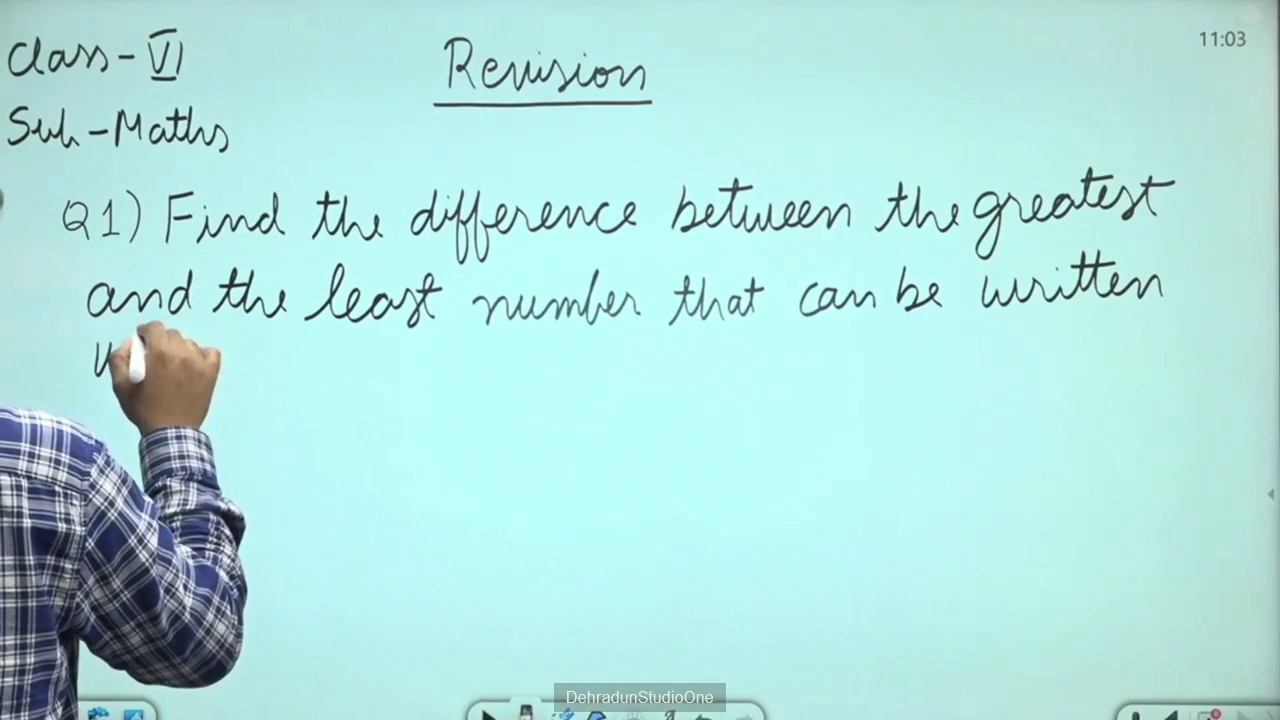 Class - VI
Revision
11:03
Sub - Maths
Q1) Find the difference between the greatest
and the least number that can be written
DehradunStudioOne